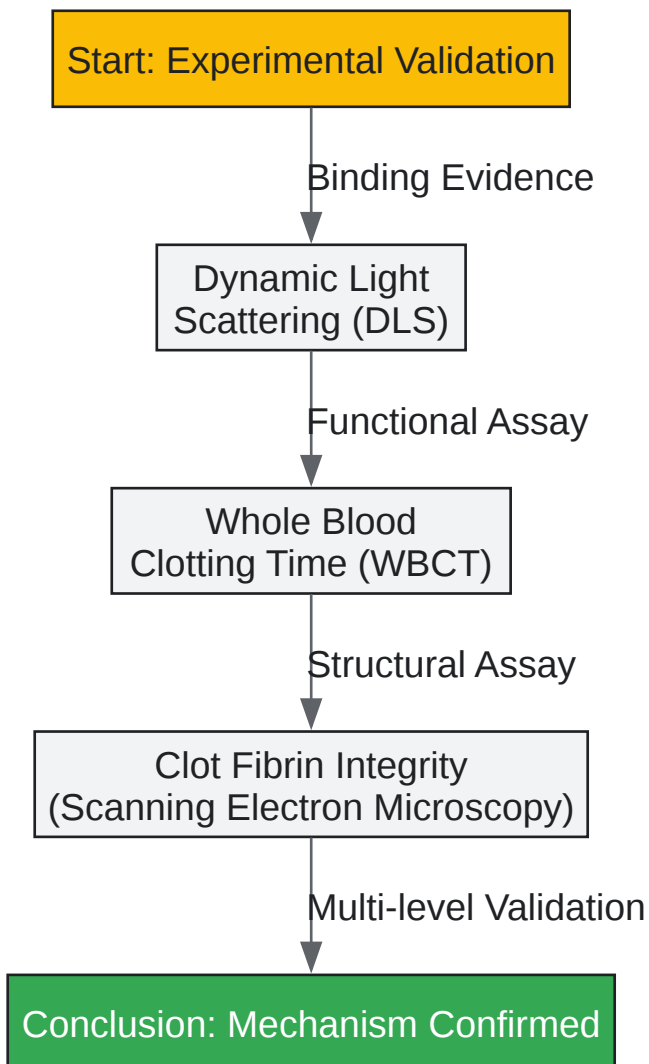 Start: Experimental Validation
Binding Evidence
Dynamic Light
Scattering (DLS)
Functional Assay
Whole Blood
Clotting Time (WBCT)
Structural Assay
Clot Fibrin Integrity
(Scanning Electron Microscopy)
Multi-level Validation
Conclusion: Mechanism Confirmed